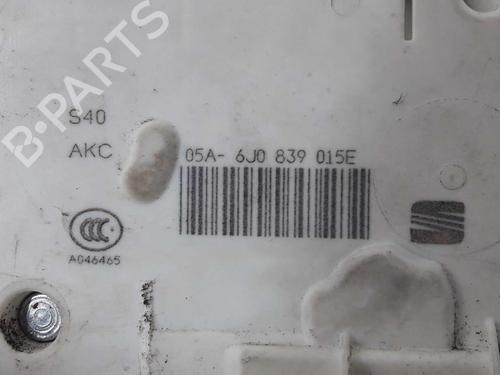 B-PARTS
S40
AKC
05A- 6J0 839 015E
CCC
A046465